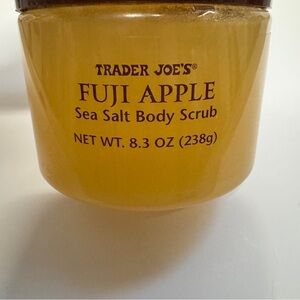 TRADER JOE'S®
FUJI APPLE
Sea Salt Body Scrub
NET WT. 8.3 OZ (238g)